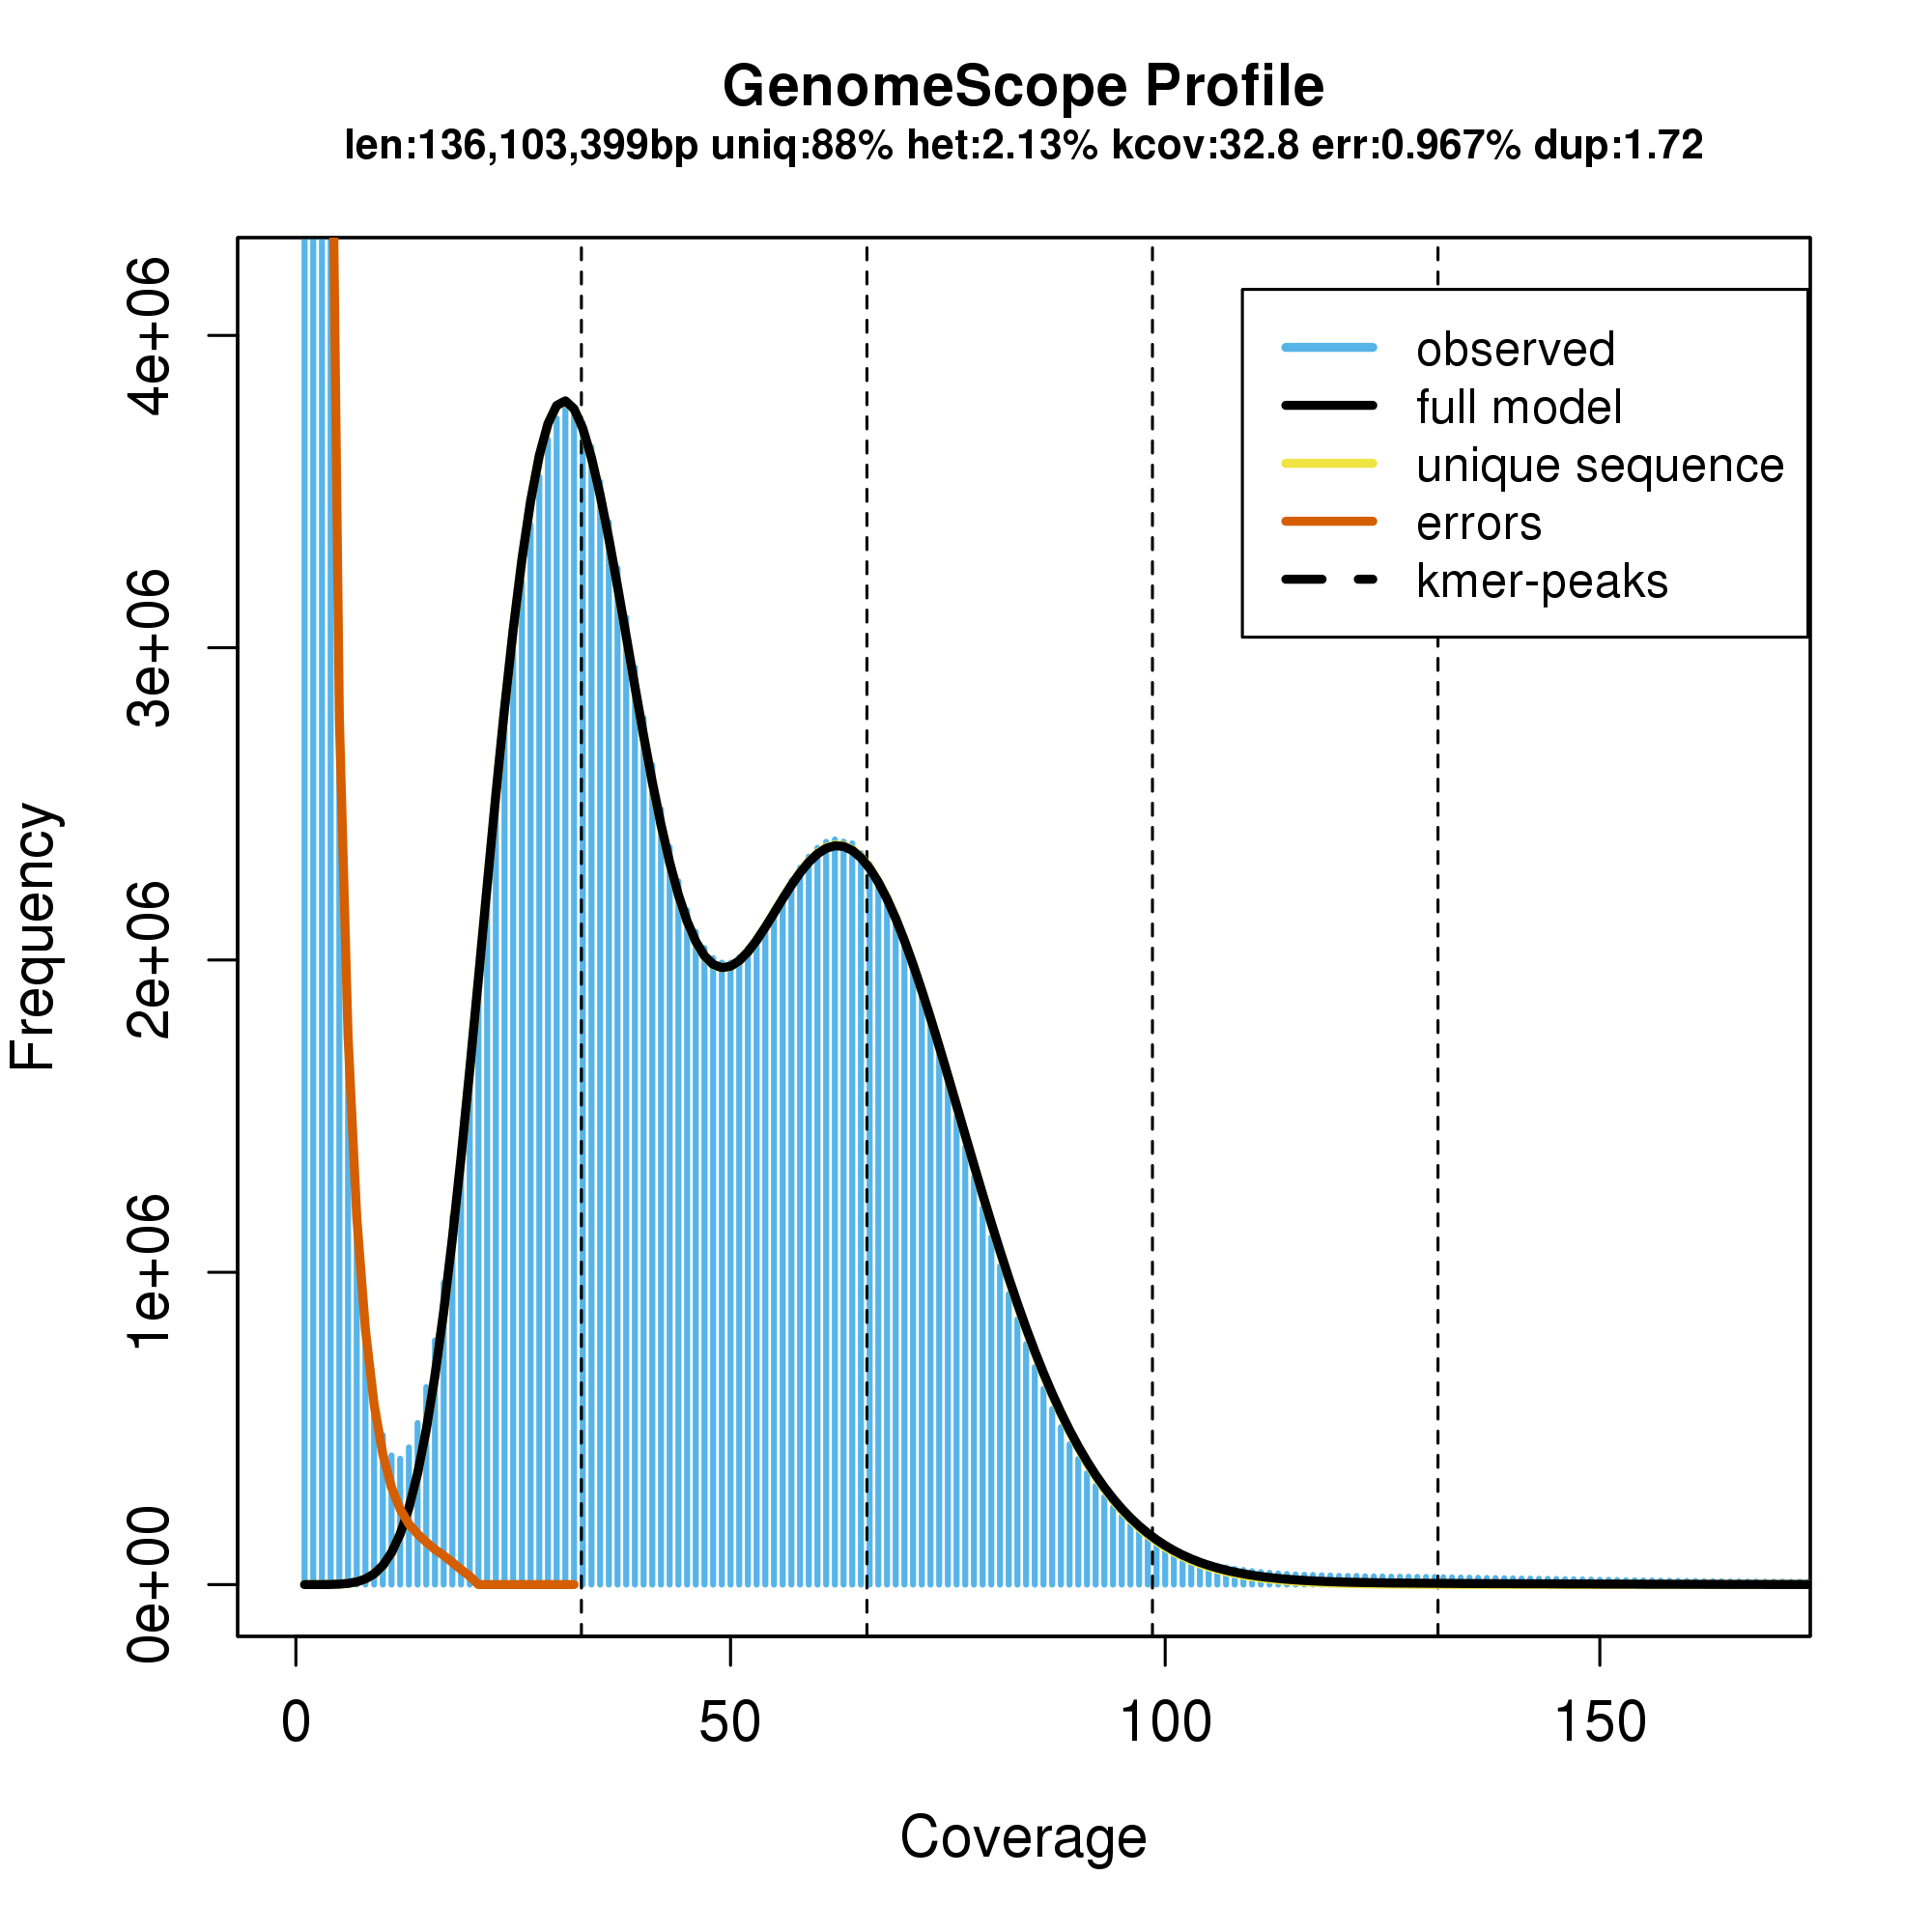 GenomeScope Profile
len:136,103,399bp uniq:88% het:2.13% kcov:32.8 err:0.967% dup:1.72
observed
full model
unique sequence
errors
kmer-peaks
Frequency
4e+06
3e+06
2e+06
1e+06
0e+00
0 50 100 150
Coverage